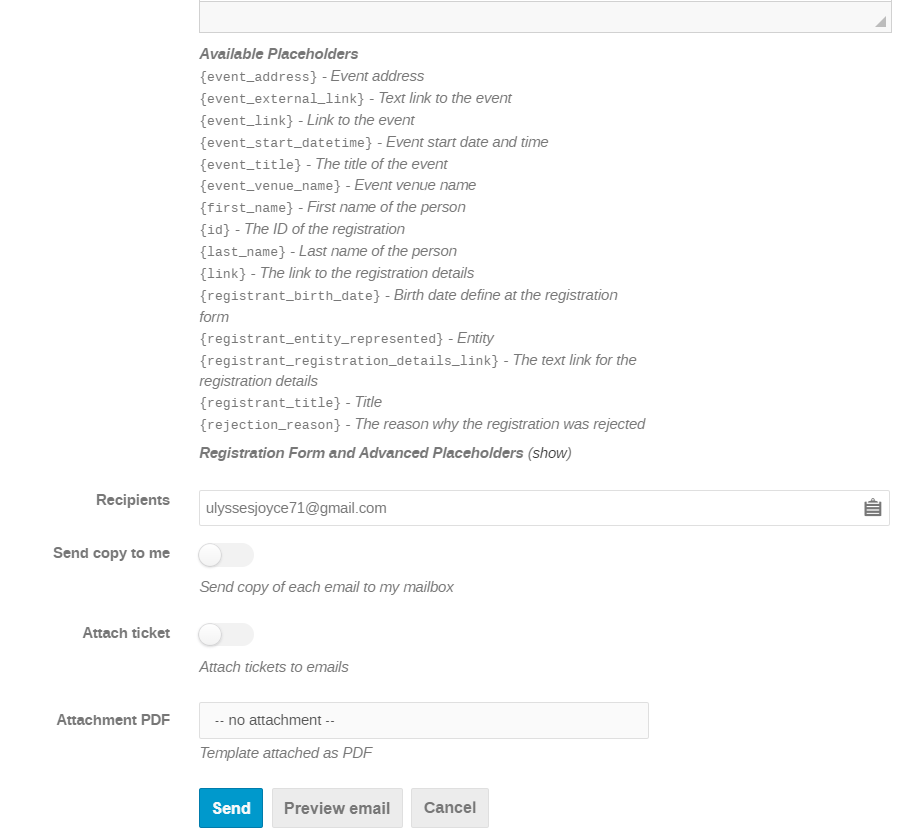 Available Placeholders
{event_address} - Event address
{event_external_link} - Text link to the event
{event_link} - Link to the event
{event_start_datetime} - Event start date and time
{event_title} - The title of the event
{event_venue_name} - Event venue name
{first_name} - First name of the person
{id} - The ID of the registration
{last_name} - Last name of the person
{link} - The link to the registration details
{registrant_birth_date} - Birth date define at the registration
form
{registrant_entity_represented} - Entity
{registrant_registration_details_link} - The text link for the
registration details
{registrant_title} - Title
{rejection_reason} - The reason why the registration was rejected
Registration Form and Advanced Placeholders (show)
Recipients
ulyssesjoyce71@gmail.com
Send copy to me
Send copy of each email to my mailbox
Attach ticket
Attach tickets to emails
Attachment PDF
-- no attachment --
Template attached as PDF
Send Preview email Cancel